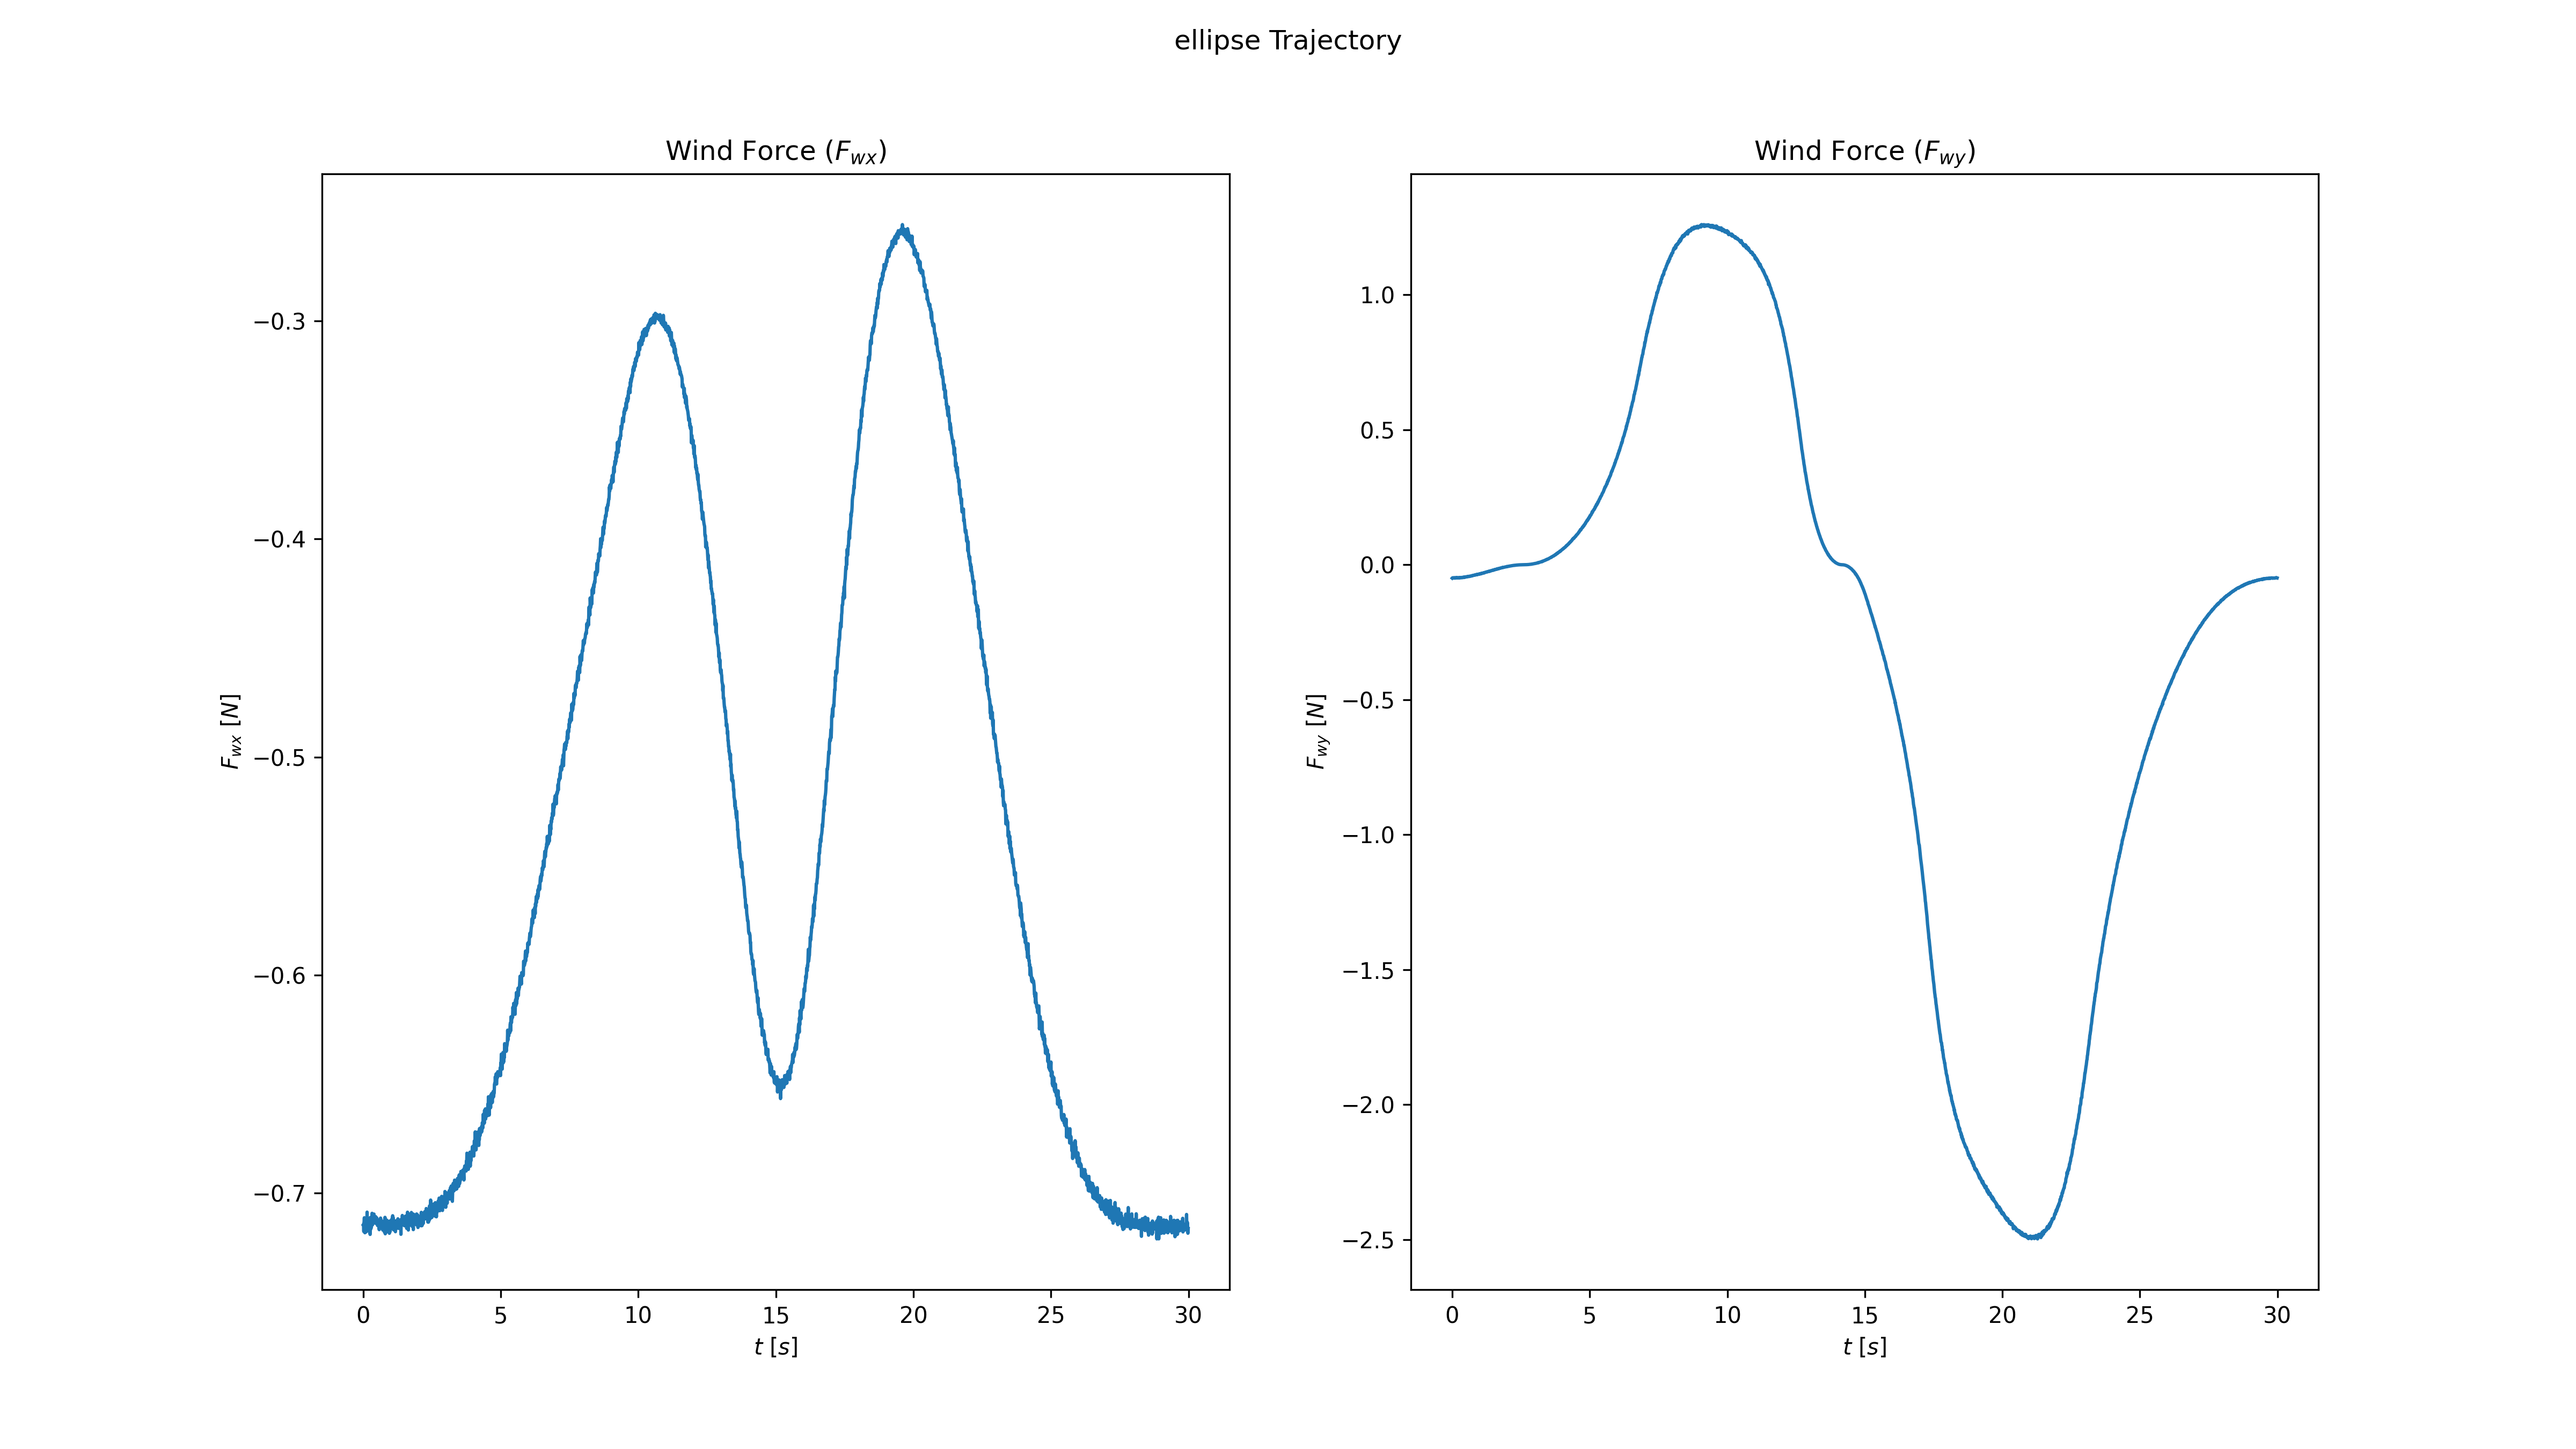 ellipse Trajectory
Wind Force (F_wx)
−0.3
−0.4
−0.5
−0.6
−0.7
F_wx [N]
0 5 10 15 20 25 30
t [s]
Wind Force (F_wy)
1.0
0.5
0.0
−0.5
−1.0
−1.5
−2.0
−2.5
F_wy [N]
0 5 10 15 20 25 30
t [s]